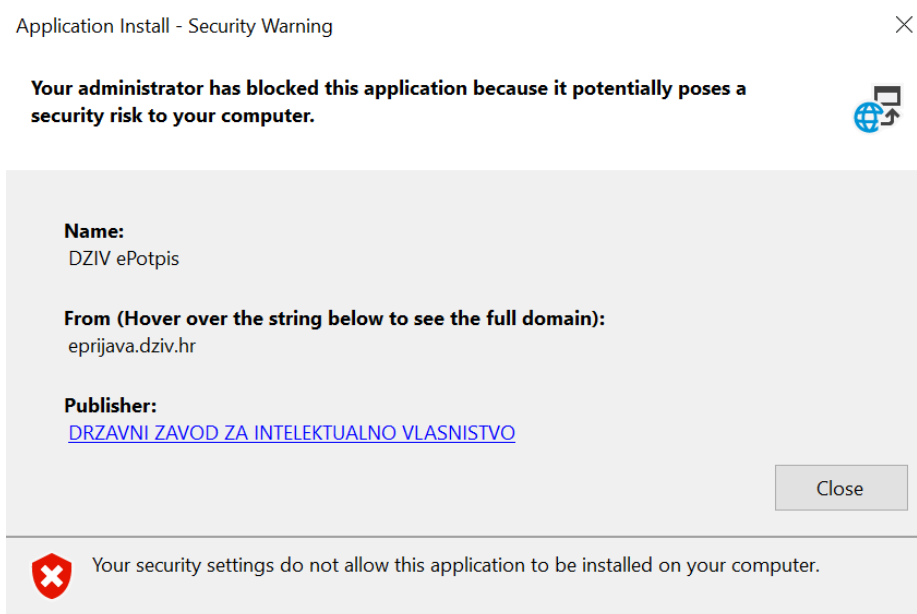 Application Install - Security Warning
Your administrator has blocked this application because it potentially poses a
security risk to your computer.
Name:
DZIV ePotpis
From (Hover over the string below to see the full domain):
eprijava.dziv.hr
Publisher:
DRZAVNI ZAVOD ZA INTELEKTUALNO VLASNISTVO
Close
Your security settings do not allow this application to be installed on your computer.